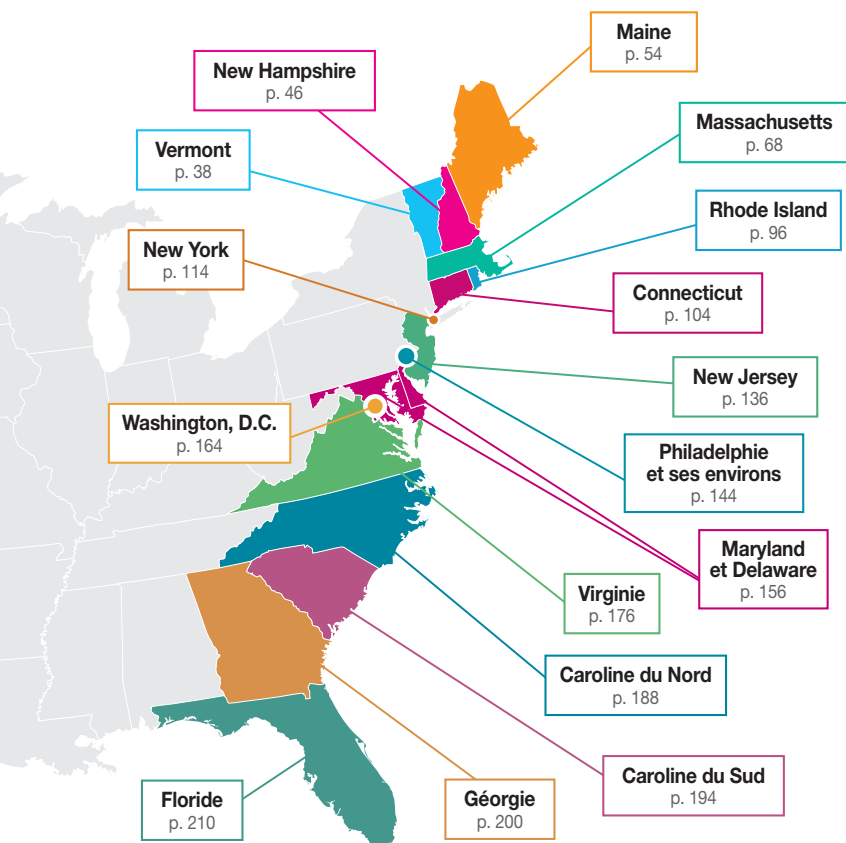 Maine
p. 54
New Hampshire
p. 46
Massachusetts
p. 68
Vermont
p. 38
Rhode Island
p. 96
New York
p. 114
Connecticut
p. 104
New Jersey
p. 136
Washington, D.C.
p. 164
Philadelphie
et ses environs
p. 144
Maryland
et Delaware
p. 156
Virginie
p. 176
Caroline du Nord
p. 188
Caroline du Sud
p. 194
Floride
p. 210
Géorgie
p. 200